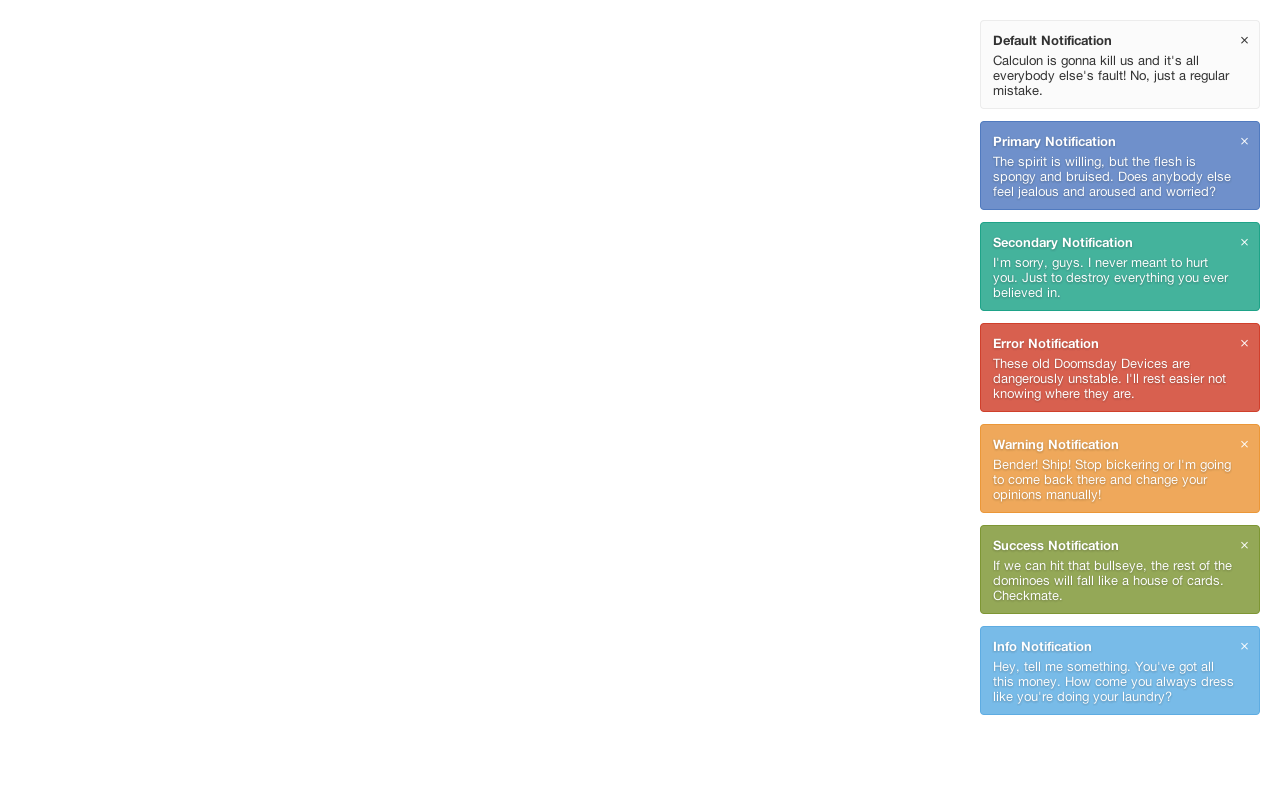 Default Notification ×
Calculon is gonna kill us and it's all
everybody else's fault! No, just a regular
mistake.
Primary Notification ×
The spirit is willing, but the flesh is
spongy and bruised. Does anybody else
feel jealous and aroused and worried?
Secondary Notification ×
I'm sorry, guys. I never meant to hurt
you. Just to destroy everything you ever
believed in.
Error Notification ×
These old Doomsday Devices are
dangerously unstable. I'll rest easier not
knowing where they are.
Warning Notification ×
Bender! Ship! Stop bickering or I'm going
to come back there and change your
opinions manually!
Success Notification ×
If we can hit that bullseye, the rest of the
dominoes will fall like a house of cards.
Checkmate.
Info Notification ×
Hey, tell me something. You've got all
this money. How come you always dress
like you're doing your laundry?